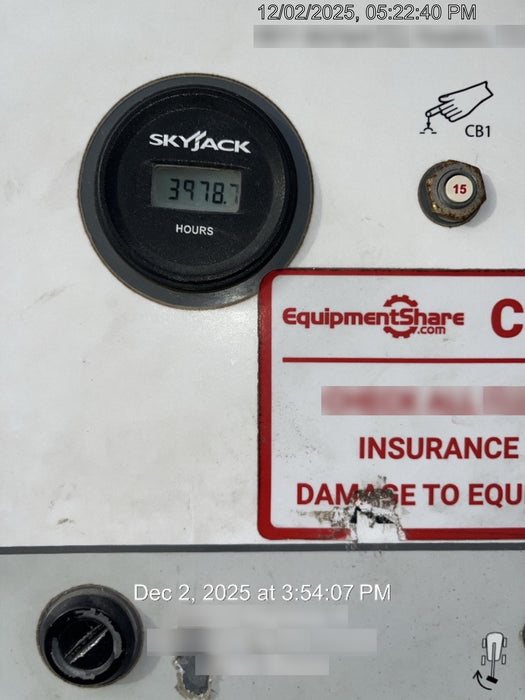 12/02/2025, 05:22:40 PM
CB1
15
SKYJACK
3978.7
HOURS
EquipmentShare
.com
C
INSURANCE
DAMAGE TO EQU
Dec 2, 2025 at 3:54:07 PM